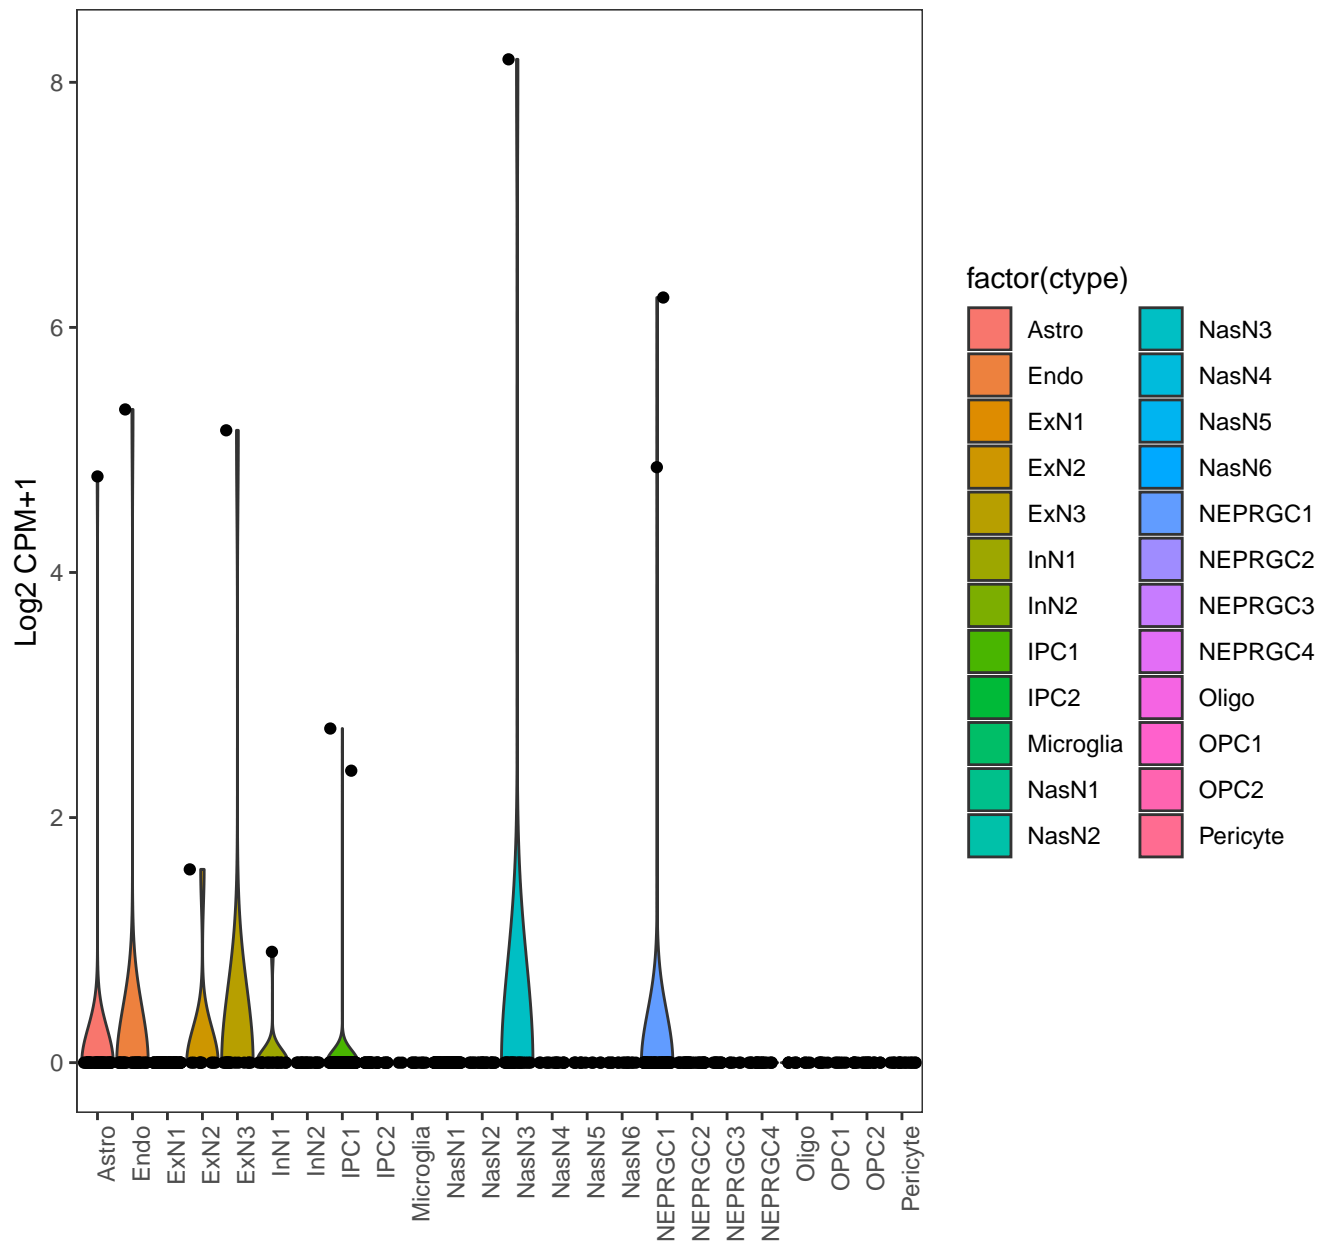 8
6
4
2
0
Log2 CPM+1
Astro
Endo
ExN1
ExN2
ExN3
InN1
InN2
IPC1
IPC2
Microglia
NasN1
NasN2
NasN3
NasN4
NasN5
NasN6
NEPRGC1
NEPRGC2
NEPRGC3
NEPRGC4
Oligo
OPC1
OPC2
Pericyte
factor(ctype)
Astro
Endo
ExN1
ExN2
ExN3
InN1
InN2
IPC1
IPC2
Microglia
NasN1
NasN2
NasN3
NasN4
NasN5
NasN6
NEPRGC1
NEPRGC2
NEPRGC3
NEPRGC4
Oligo
OPC1
OPC2
Pericyte